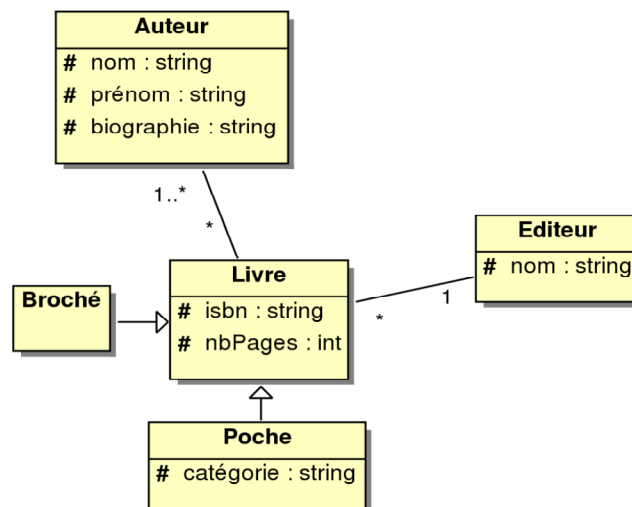 Auteur
# nom : string
# prénom : string
# biographie : string
1..*
*
Editeur
# nom : string
1
*
Livre
# isbn : string
# nbPages : int
Broché
Poche
# catégorie : string